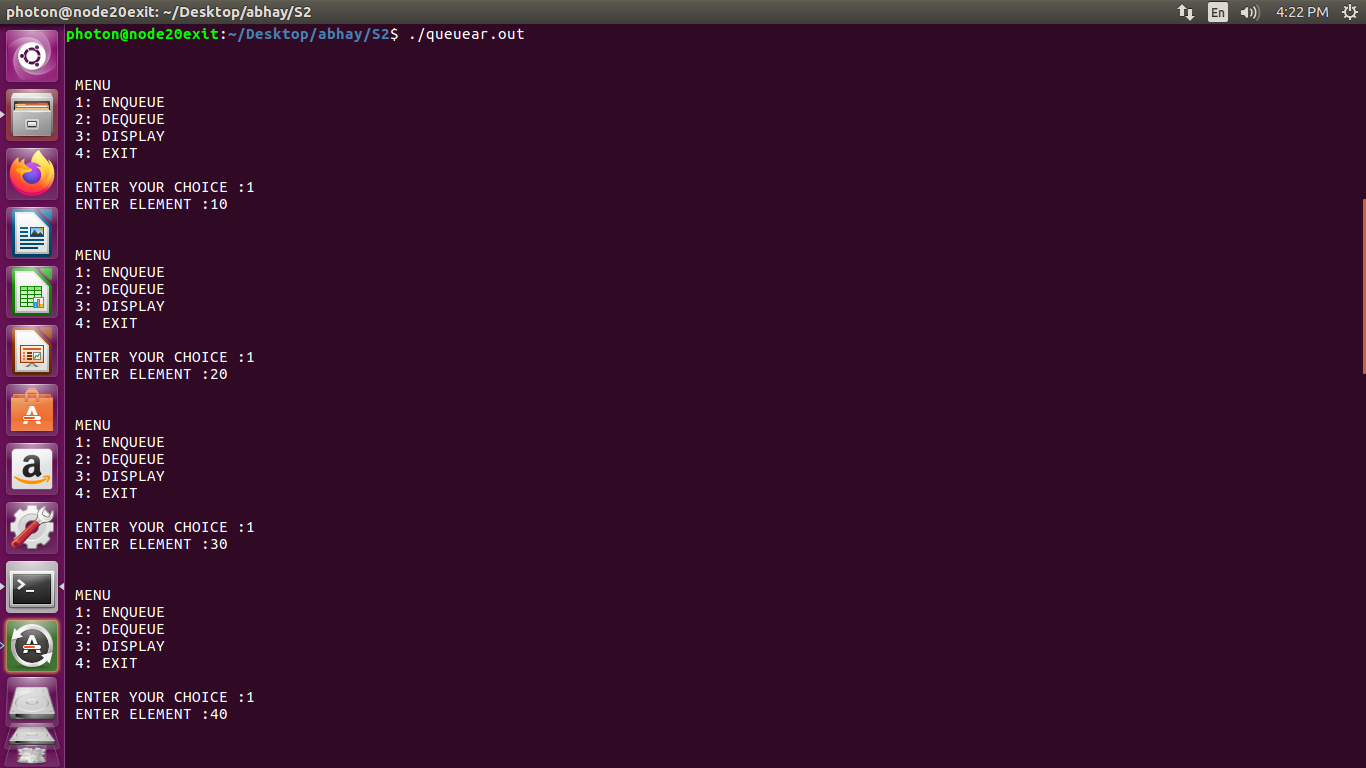 photon@node20exit: ~/Desktop/abhay/S2
En
4:22 PM
photon@node20exit:~/Desktop/abhay/S2$ ./queuear.out
MENU
1: ENQUEUE
2: DEQUEUE
3: DISPLAY
4: EXIT
ENTER YOUR CHOICE :1
ENTER ELEMENT :10
MENU
1: ENQUEUE
2: DEQUEUE
3: DISPLAY
4: EXIT
ENTER YOUR CHOICE :1
ENTER ELEMENT :20
MENU
1: ENQUEUE
2: DEQUEUE
3: DISPLAY
4: EXIT
ENTER YOUR CHOICE :1
ENTER ELEMENT :30
MENU
1: ENQUEUE
2: DEQUEUE
3: DISPLAY
4: EXIT
ENTER YOUR CHOICE :1
ENTER ELEMENT :40